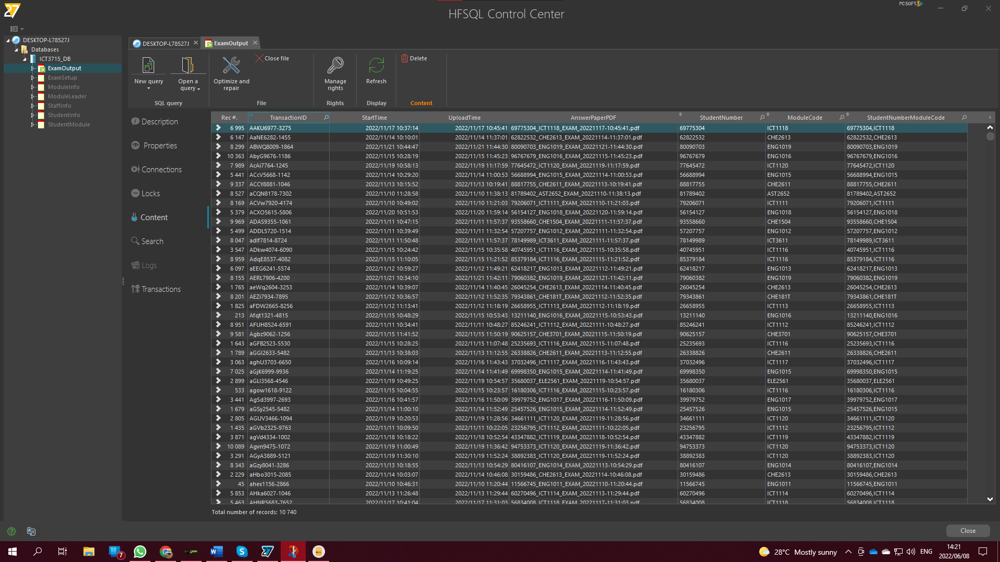 27
HFSQL Control Center
PC SOFT
DESKTOP-L78527J
Databases
ICT3715_DB
ExamOutput
ExamSetup
ModuleInfo
ModuleLeader
StaffInfo
StudentInfo
StudentModule
DESKTOP-L78527J
ExamOutput
New query
Open a query
SQL query
Optimize and repair
Close file
File
Manage rights
Rights
Refresh
Display
Delete
Content
Description
Properties
Connections
Locks
Content
Search
Logs
Transactions
Rec #. TransactionID StartTime UploadTime AnswerPaperPDF StudentNumber ModuleCode StudentNumberModuleCode
6 995 AAKU6977-3275 2022/11/17 10:37:14 2022/11/17 10:45:41 69775304_ICT1118_EXAM_20221117-10:45:41.pdf 69775304 ICT1118 69775304,ICT1118
6 147 AaNE6282-1455 2022/11/14 10:10:01 2022/11/14 11:37:01 62822532_CHE2613_EXAM_20221114-11:37:01.pdf 62822532 CHE2613 62822532,CHE2613
8 299 ABWQ8009-1864 2022/11/21 10:44:47 2022/11/21 11:44:30 80090703_ENG1019_EXAM_20221121-11:44:30.pdf 80090703 ENG1019 80090703,ENG1019
10 363 AbyG9676-1186 2022/11/15 10:28:19 2022/11/15 11:45:23 96767679_ENG1016_EXAM_20221115-11:45:23.pdf 96767679 ENG1016 96767679,ENG1016
7 989 AcAi7764-1245 2022/11/19 10:58:13 2022/11/19 11:17:59 77645472_ICT1120_EXAM_20221119-11:17:59.pdf 77645472 ICT1120 77645472,ICT1120
5 441 ACcV5668-1142 2022/11/14 10:29:20 2022/11/14 11:00:53 56688994_ENG1015_EXAM_20221114-11:00:53.pdf 56688994 ENG1015 56688994,ENG1015
9 337 ACCY8881-1046 2022/11/13 10:15:52 2022/11/13 10:19:41 88817755_CHE2611_EXAM_20221113-10:19:41.pdf 88817755 CHE2611 88817755,CHE2611
8 527 aCQN8178-7302 2022/11/10 11:28:58 2022/11/10 11:38:13 81789402_AST2652_EXAM_20221110-11:38:13.pdf 81789402 AST2652 81789402,AST2652
8 169 ACVw7920-4174 2022/11/10 10:49:02 2022/11/10 11:21:03 79206071_ICT1111_EXAM_20221110-11:21:03.pdf 79206071 ICT1111 79206071,ICT1111
5 379 ACXO5615-5806 2022/11/20 10:51:53 2022/11/20 11:59:14 56154127_ENG1018_EXAM_20221120-11:59:14.pdf 56154127 ENG1018 56154127,ENG1018
9 969 ADAS9355-1061 2022/11/11 10:47:15 2022/11/11 11:57:37 93558660_CHE1504_EXAM_20221111-11:57:37.pdf 93558660 CHE1504 93558660,CHE1504
5 499 ADDL5720-1514 2022/11/11 10:39:49 2022/11/11 11:32:54 57207757_ENG1012_EXAM_20221111-11:32:54.pdf 57207757 ENG1012 57207757,ENG1012
8 047 adlf7814-8724 2022/11/11 11:50:48 2022/11/11 11:57:37 78149989_ICT3611_EXAM_20221111-11:57:37.pdf 78149989 ICT3611 78149989,ICT3611
3 547 ADkw4074-6090 2022/11/15 10:24:42 2022/11/15 10:35:58 40745951_ICT1116_EXAM_20221115-10:35:58.pdf 40745951 ICT1116 40745951,ICT1116
8 959 AdqE8537-4082 2022/11/15 11:10:05 2022/11/15 11:21:52 85379184_ICT1116_EXAM_20221115-11:21:52.pdf 85379184 ICT1116 85379184,ICT1116
6 097 aEEG6241-5574 2022/11/12 10:59:27 2022/11/12 11:49:21 62418217_ENG1013_EXAM_20221112-11:49:21.pdf 62418217 ENG1013 62418217,ENG1013
8 155 AERL7906-4200 2022/11/21 10:34:10 2022/11/21 11:42:11 79060382_ENG1019_EXAM_20221121-11:42:11.pdf 79060382 ENG1019 79060382,ENG1019
1 765 aeWq2604-3253 2022/11/14 10:39:07 2022/11/14 11:40:45 26045254_CHE2613_EXAM_20221114-11:40:45.pdf 26045254 CHE2613 26045254,CHE2613
8 201 AEZi7934-7895 2022/11/12 10:36:57 2022/11/12 11:52:35 79343861_CHE181T_EXAM_20221112-11:52:35.pdf 79343861 CHE181T 79343861,CHE181T
1 825 aFDW2665-8256 2022/11/12 11:13:41 2022/11/12 11:18:19 26658955_ICT1113_EXAM_20221112-11:18:19.pdf 26658955 ICT1113 26658955,ICT1113
213 Afqt1321-4815 2022/11/15 10:48:29 2022/11/15 10:53:43 13211140_ENG1016_EXAM_20221115-10:53:43.pdf 13211140 ENG1016 13211140,ENG1016
8 951 AFUH8524-6591 2022/11/11 10:34:41 2022/11/11 10:48:27 85246241_ICT1112_EXAM_20221111-10:48:27.pdf 85246241 ICT1112 85246241,ICT1112
9 581 Agbz9062-1256 2022/11/15 11:41:52 2022/11/15 11:50:19 90625157_CHE3701_EXAM_20221115-11:50:19.pdf 90625157 CHE3701 90625157,CHE3701
1 643 aGFB2523-5530 2022/11/15 10:28:25 2022/11/15 11:07:48 25235693_ICT1116_EXAM_20221115-11:07:48.pdf 25235693 ICT1116 25235693,ICT1116
1 789 aGGI2633-5482 2022/11/13 10:38:03 2022/11/13 11:12:55 26338826_CHE2611_EXAM_20221113-11:12:55.pdf 26338826 CHE2611 26338826,CHE2611
3 063 aghU3703-6650 2022/11/16 10:09:14 2022/11/16 11:43:43 37032496_ICT1117_EXAM_20221116-11:43:43.pdf 37032496 ICT1117 37032496,ICT1117
7 025 aGJK6999-9936 2022/11/14 11:19:25 2022/11/14 11:41:49 69998350_ENG1015_EXAM_20221114-11:41:49.pdf 69998350 ENG1015 69998350,ENG1015
2 899 aGLI3568-4546 2022/11/19 10:49:25 2022/11/19 10:54:57 35680037_ELE2561_EXAM_20221119-10:54:57.pdf 35680037 ELE2561 35680037,ELE2561
533 agow1618-9122 2022/11/15 10:04:55 2022/11/15 10:23:57 16180306_ICT1116_EXAM_20221115-10:23:57.pdf 16180306 ICT1116 16180306,ICT1116
3 441 AgSd3997-2693 2022/11/16 10:41:57 2022/11/16 11:50:09 39979752_ENG1017_EXAM_20221116-11:50:09.pdf 39979752 ENG1017 39979752,ENG1017
1 679 aGSy2545-5482 2022/11/14 11:00:10 2022/11/14 11:52:49 25457526_ENG1015_EXAM_20221114-11:52:49.pdf 25457526 ENG1015 25457526,ENG1015
2 805 AGUV3466-1094 2022/11/19 10:20:53 2022/11/19 11:28:56 34661111_ICT1120_EXAM_20221119-11:28:56.pdf 34661111 ICT1120 34661111,ICT1120
1 435 aGVb2325-9763 2022/11/11 10:09:50 2022/11/11 10:22:05 23256795_ICT1112_EXAM_20221111-10:22:05.pdf 23256795 ICT1112 23256795,ICT1112
3 871 agVd4334-1002 2022/11/18 10:18:22 2022/11/18 10:52:54 43347882_ICT1119_EXAM_20221118-10:52:54.pdf 43347882 ICT1119 43347882,ICT1119
10 089 Agvn9475-1072 2022/11/19 11:00:49 2022/11/19 11:36:42 94753373_ICT1120_EXAM_20221119-11:36:42.pdf 94753373 ICT1120 94753373,ICT1120
3 291 AGyA3889-5121 2022/11/19 11:30:10 2022/11/19 11:52:24 38892383_ICT1120_EXAM_20221119-11:52:24.pdf 38892383 ICT1120 38892383,ICT1120
8 343 aGzy8041-3286 2022/11/13 10:18:55 2022/11/13 10:54:29 80416107_ENG1014_EXAM_20221113-10:54:29.pdf 80416107 ENG1014 80416107,ENG1014
2 229 aHbo3015-2085 2022/11/14 10:03:07 2022/11/14 10:46:08 30159486_CHE2613_EXAM_20221114-10:46:08.pdf 30159486 CHE2613 30159486,CHE2613
45 ahex1156-2866 2022/11/10 10:46:31 2022/11/10 11:20:44 11566745_ENG1011_EXAM_20221110-11:20:44.pdf 11566745 ENG1011 11566745,ENG1011
5 853 AHka6027-1046 2022/11/13 11:26:48 2022/11/13 11:29:44 60270496_ICT1114_EXAM_20221113-11:29:44.pdf 60270496 ICT1114 60270496,ICT1114
5 463 AHNR5683-7652 2022/11/17 10:41:04 2022/11/17 11:31:03 56834008_ICT1118_EXAM_20221117-11:31:03.pdf 56834008 ICT1118 56834008,ICT1118
Total number of records: 10 740
Close
7
28°C Mostly sunny
ENG
14:21
2022/06/08